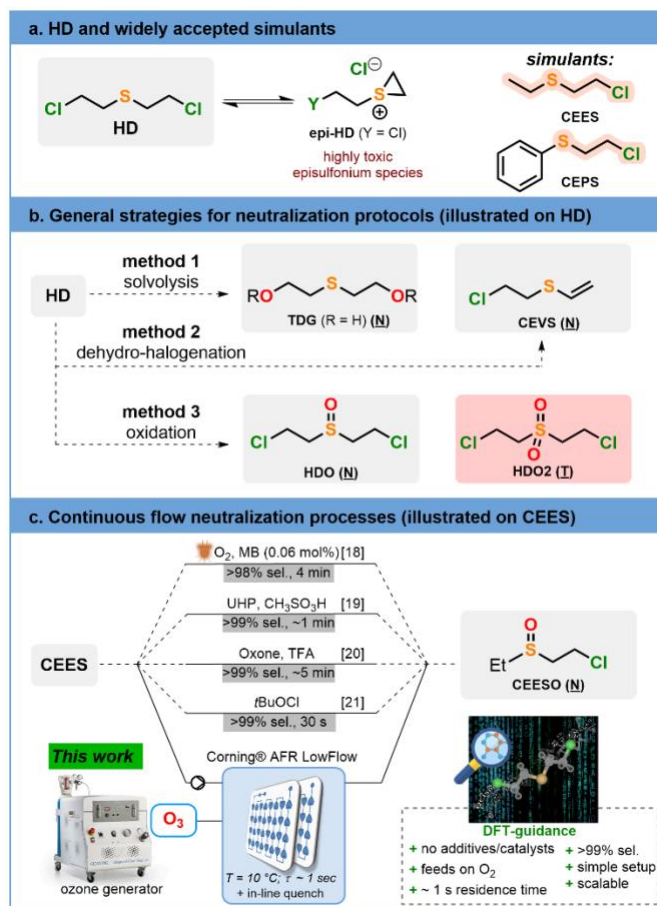 a. HD and widely accepted simulants
Cl S Cl
HD
Cl⊖
Y S
⊕
epi-HD (Y = Cl)
highly toxic
episulfonium species
simulants:
S Cl
CEES
S Cl
CEPS
b. General strategies for neutralization protocols (illustrated on HD)
HD
method 1
solvolysis
RO S OR
TDG (R = H) (N)
Cl S
CEVS (N)
method 2
dehydro-halogenation
method 3
oxidation
O
Cl S Cl
HDO (N)
O
Cl S Cl
O
HDO2 (T)
c. Continuous flow neutralization processes (illustrated on CEES)
CEES
O2, MB (0.06 mol%) [18]
>98% sel., 4 min
UHP, CH3SO3H [19]
>99% sel., ~1 min
Oxone, TFA [20]
>99% sel., ~5 min
tBuOCl [21]
>99% sel., 30 s
O
Et S Cl
CEESO (N)
This work
Corning® AFR LowFlow
O3
ozone generator
T = 10 °C; τ ~ 1 sec
+ in-line quench
DFT-guidance
+ no additives/catalysts
+ feeds on O2
+ ~ 1 s residence time
+ >99% sel.
+ simple setup
+ scalable